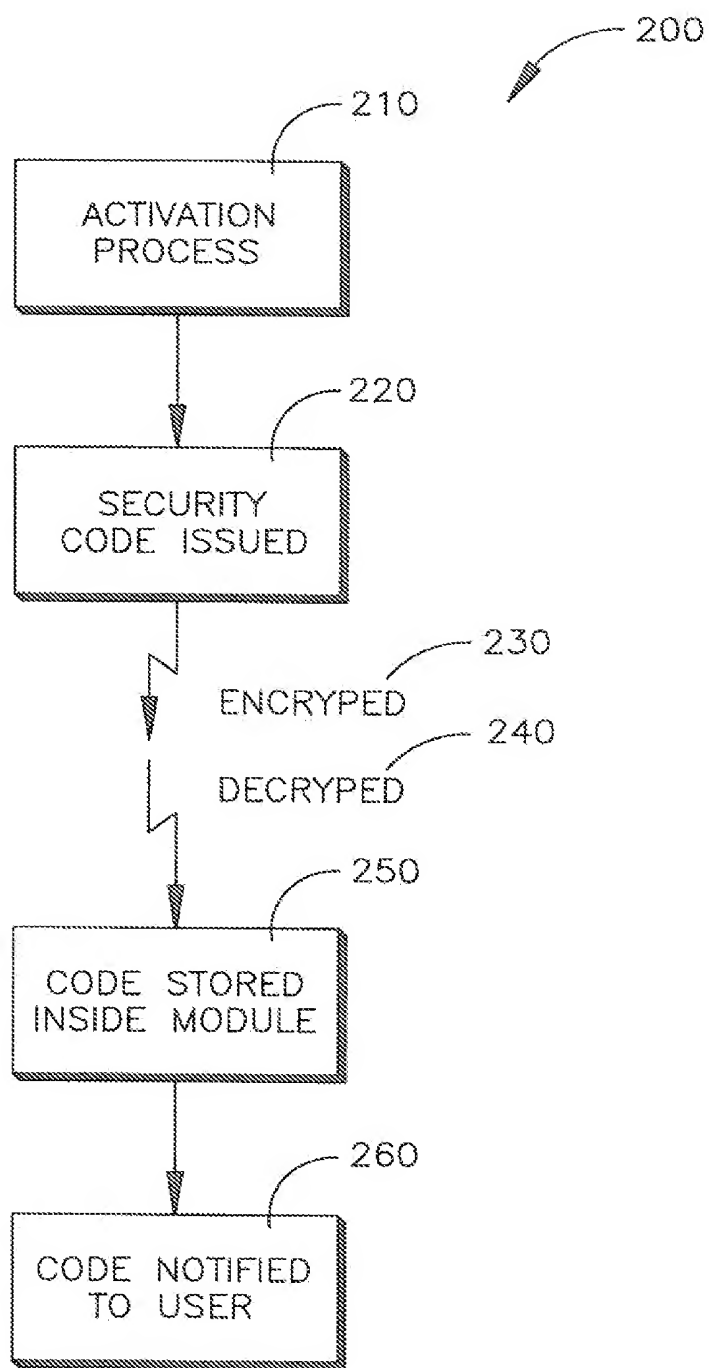 200
210
ACTIVATION
PROCESS
220
SECURITY
CODE ISSUED
230
ENCRYPED
240
DECRYPED
250
CODE STORED
INSIDE MODULE
260
CODE NOTIFIED
TO USER